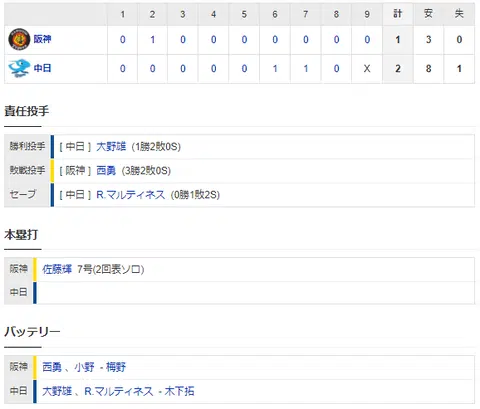 1 2 3 4 5 6 7 8 9 計 安 失
阪神 0 1 0 0 0 0 0 0 0 1 3 0
中日 0 0 0 0 0 1 1 0 X 2 8 1
責任投手
勝利投手 [ 中日 ] 大野雄 (1勝2敗0S)
敗戦投手 [ 阪神 ] 西勇 (3勝2敗0S)
セーブ [ 中日 ] R.マルティネス (0勝1敗2S)
本塁打
阪神 佐藤輝 7号(2回表ソロ)
中日
バッテリー
阪神 西勇 、小野 - 梅野
中日 大野雄 、R.マルティネス - 木下拓